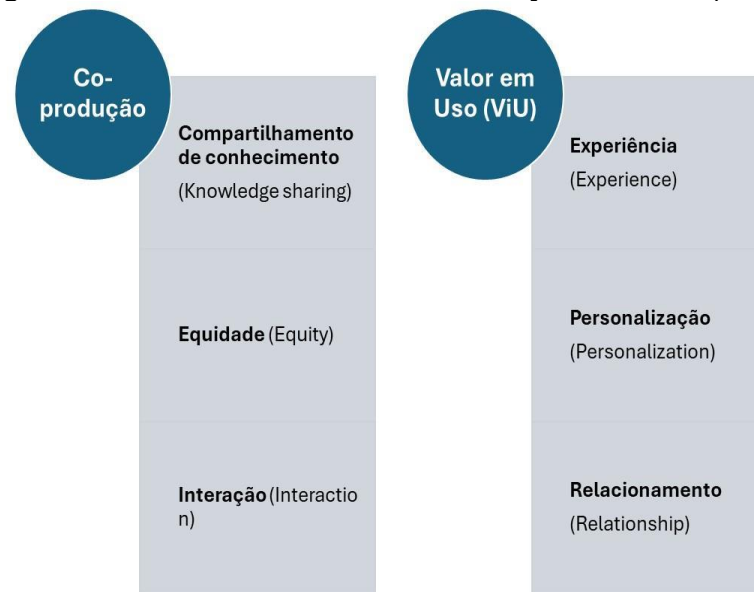 Co-
produção
Compartilhamento
de conhecimento
(Knowledge sharing)
Equidade (Equity)
Interação (Interactio
n)
Valor em
Uso (ViU)
Experiência
(Experience)
Personalização
(Personalization)
Relacionamento
(Relationship)